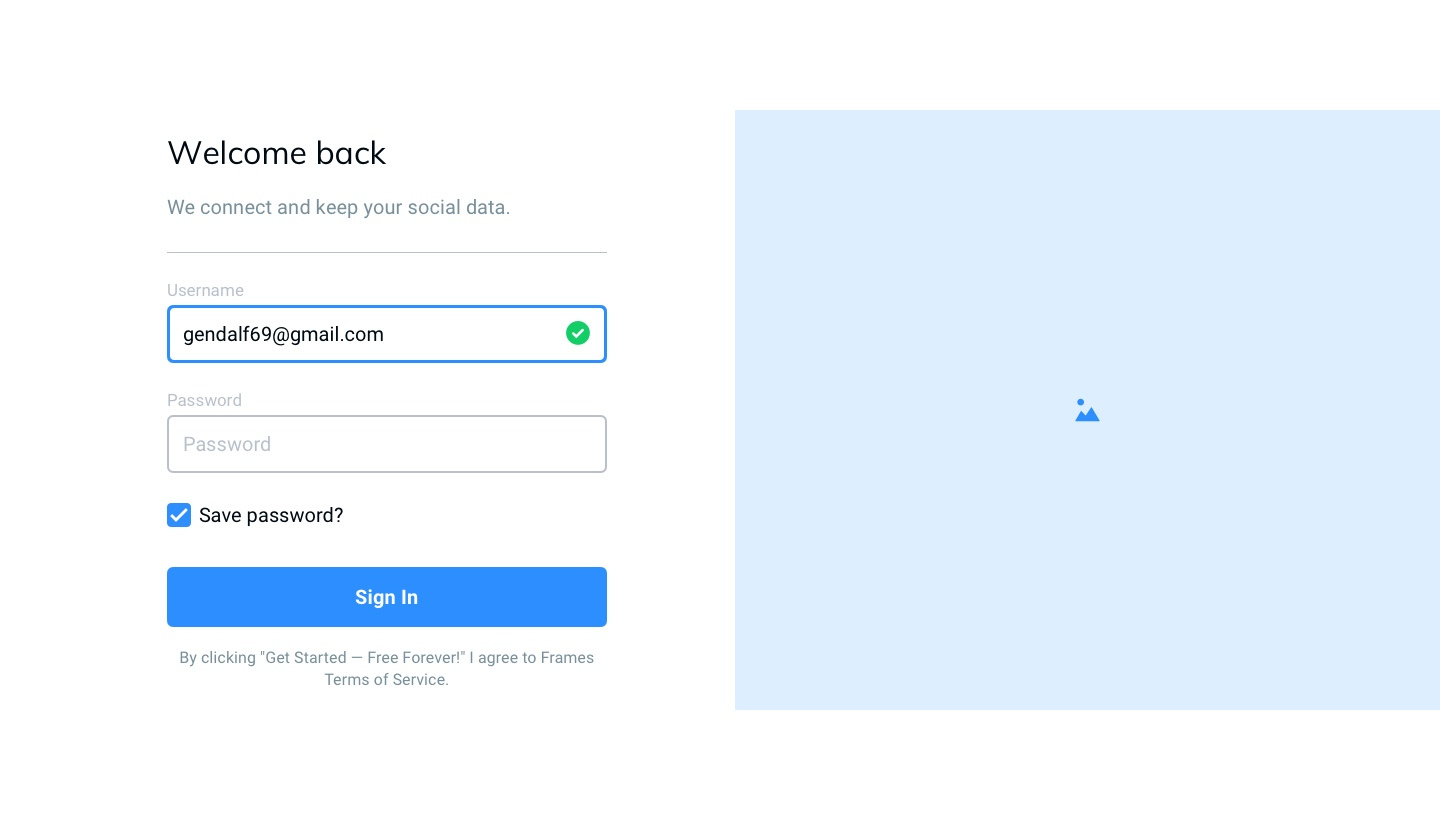 Welcome back
We connect and keep your social data.
Username
gendalf69@gmail.com
Password
Password
Save password?
Sign In
By clicking "Get Started — Free Forever!" I agree to Frames
Terms of Service.